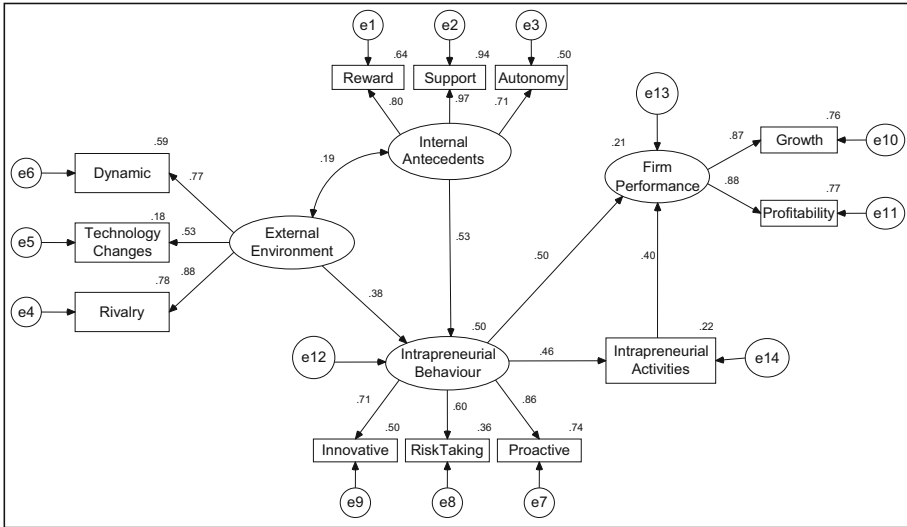 e1
e2
e3
.64
.94
.50
Reward
Support
Autonomy
.80
.97
.71
e13
.76
Growth
e10
.87
.21
Firm
Performance
.88
.77
Profitability
e11
Internal
Antecedents
.19
.59
e6
Dynamic
.77
.18
e5
Technology
Changes
.53
External
Environment
.88
.78
e4
Rivalry
.53
.50
.40
.38
.50
.22
e12
Intrapreneurial
Behaviour
.46
Intrapreneurial
Activities
e14
.71
.60
.86
.50
.36
.74
Innovative
RiskTaking
Proactive
e9
e8
e7